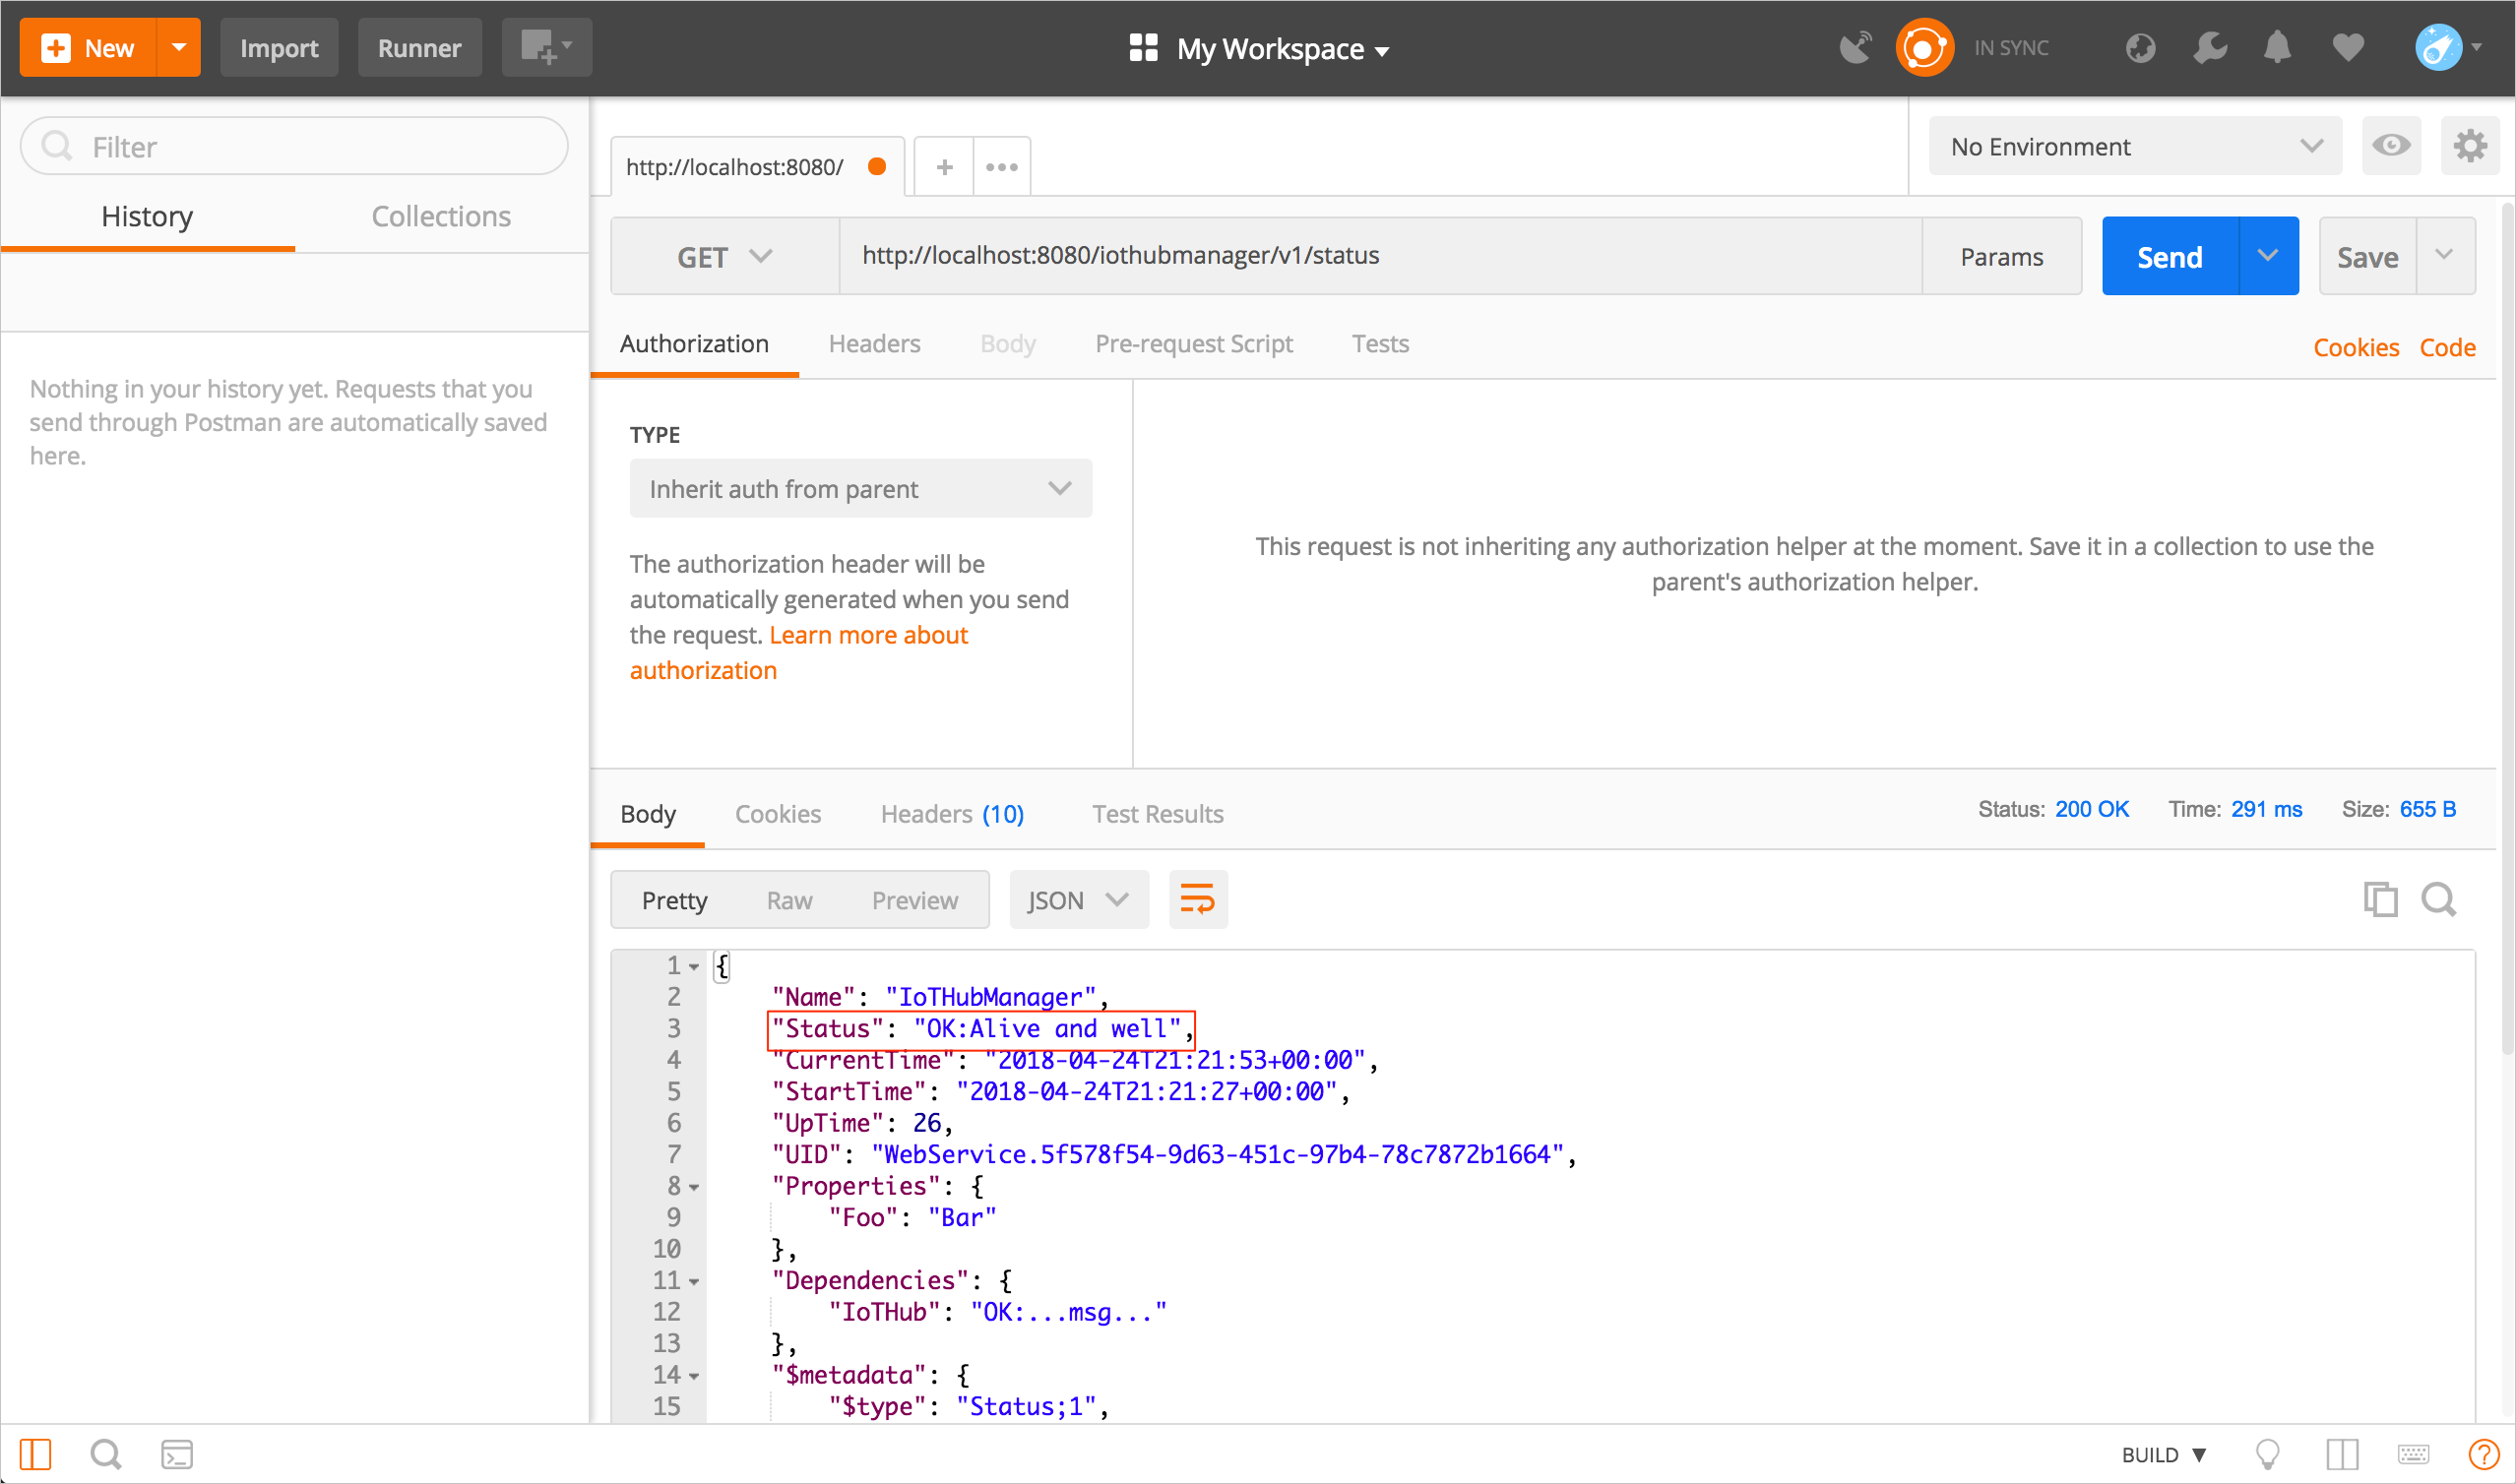 New
Import
Runner
My Workspace
IN SYNC
Filter
History
Collections
Nothing in your history yet. Requests that you
send through Postman are automatically saved
here.
http://localhost:8080/
No Environment
GET
http://localhost:8080/iothubmanager/v1/status
Params
Send
Save
Authorization
Headers
Body
Pre-request Script
Tests
Cookies
Code
TYPE
Inherit auth from parent
The authorization header will be
automatically generated when you send
the request. Learn more about
authorization
This request is not inheriting any authorization helper at the moment. Save it in a collection to use the
parent's authorization helper.
Body
Cookies
Headers (10)
Test Results
Status: 200 OK
Time: 291 ms
Size: 655 B
Pretty
Raw
Preview
JSON
1 {
2 "Name": "IoTHubManager",
3 "Status": "OK:Alive and well",
4 "CurrentTime": "2018-04-24T21:21:53+00:00",
5 "StartTime": "2018-04-24T21:21:27+00:00",
6 "UpTime": 26,
7 "UID": "WebService.5f578f54-9d63-451c-97b4-78c7872b1664",
8 "Properties": {
9 "Foo": "Bar"
10 },
11 "Dependencies": {
12 "IoTHub": "OK:...msg..."
13 },
14 "$metadata": {
15 "$type": "Status;1",
BUILD